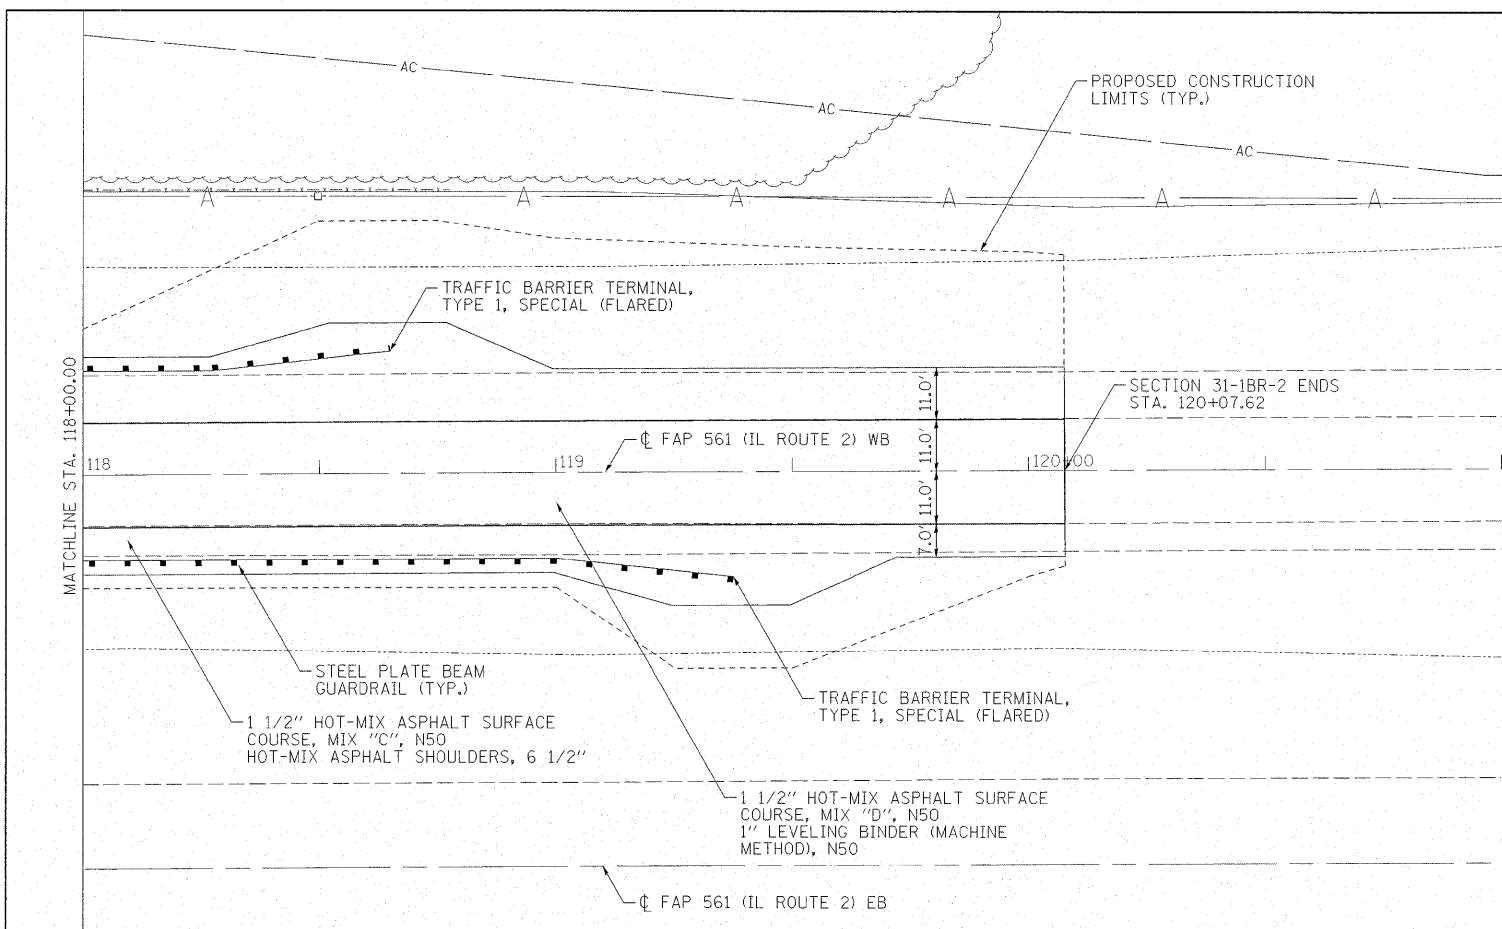 AC
AC
AC
PROPOSED CONSTRUCTION
LIMITS (TYP.)
A A A A A A
TRAFFIC BARRIER TERMINAL,
TYPE 1, SPECIAL (FLARED)
MATCHLINE STA. 118+00.00
11.0'
11.0'
11.0'
7.0'
SECTION 31-1BR-2 ENDS
STA. 120+07.62
℄ FAP 561 (IL ROUTE 2) WB
118
119
120+00
STEEL PLATE BEAM
GUARDRAIL (TYP.)
TRAFFIC BARRIER TERMINAL,
TYPE 1, SPECIAL (FLARED)
1 1/2" HOT-MIX ASPHALT SURFACE
COURSE, MIX "C", N50
HOT-MIX ASPHALT SHOULDERS, 6 1/2"
1 1/2" HOT-MIX ASPHALT SURFACE
COURSE, MIX "D", N50
1" LEVELING BINDER (MACHINE
METHOD), N50
℄ FAP 561 (IL ROUTE 2) EB